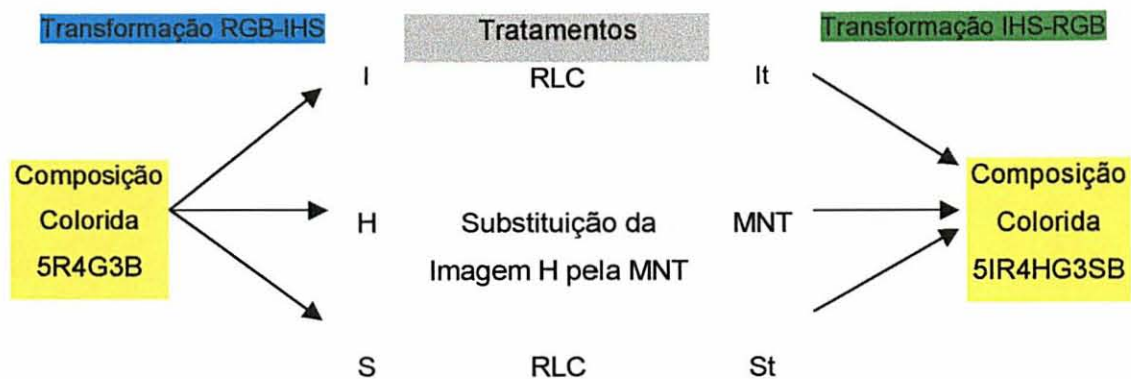 Transformação RGB-IHS
Tratamentos
Transformação IHS-RGB
I RLC It
Composição
Colorida
5R4G3B
H Substituição da
Imagem H pela MNT
MNT
S RLC St
Composição
Colorida
5IR4HG3SB